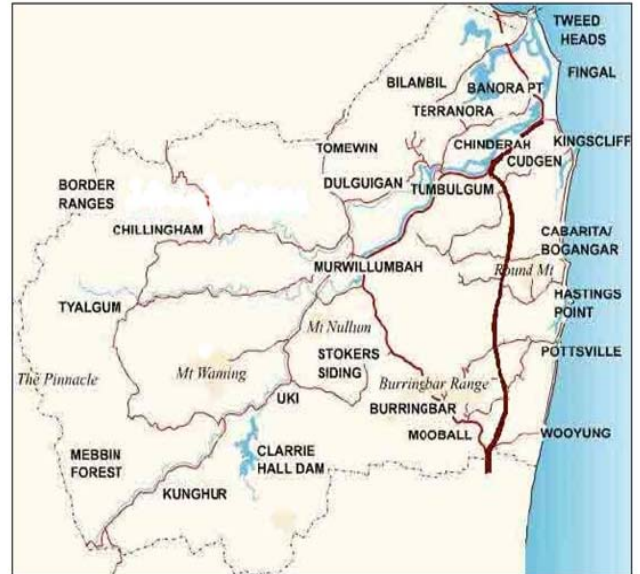 TWEED
HEADS
FINGAL
BILAMBIL
BANORA PT
TERRANORA
CHINDERAH
KINGSCLIFF
TOMEWIN
CUDGEN
DULGUIGAN
TUMBULGUM
BORDER
RANGES
CHILLINGHAM
CABARITA/
BOGANGAR
MURWILLUMBAH
Round Mt
HASTINGS
POINT
TYALGUM
Mt Nullum
STOKERS
SIDING
POTTSVILLE
The Pinnacle
Mt Warning
Burringbar Range
UKI
BURRINGBAR
MOOBALL
WOOYUNG
MEBBIN
FOREST
CLARRIE
HALL DAM
KUNGHUR